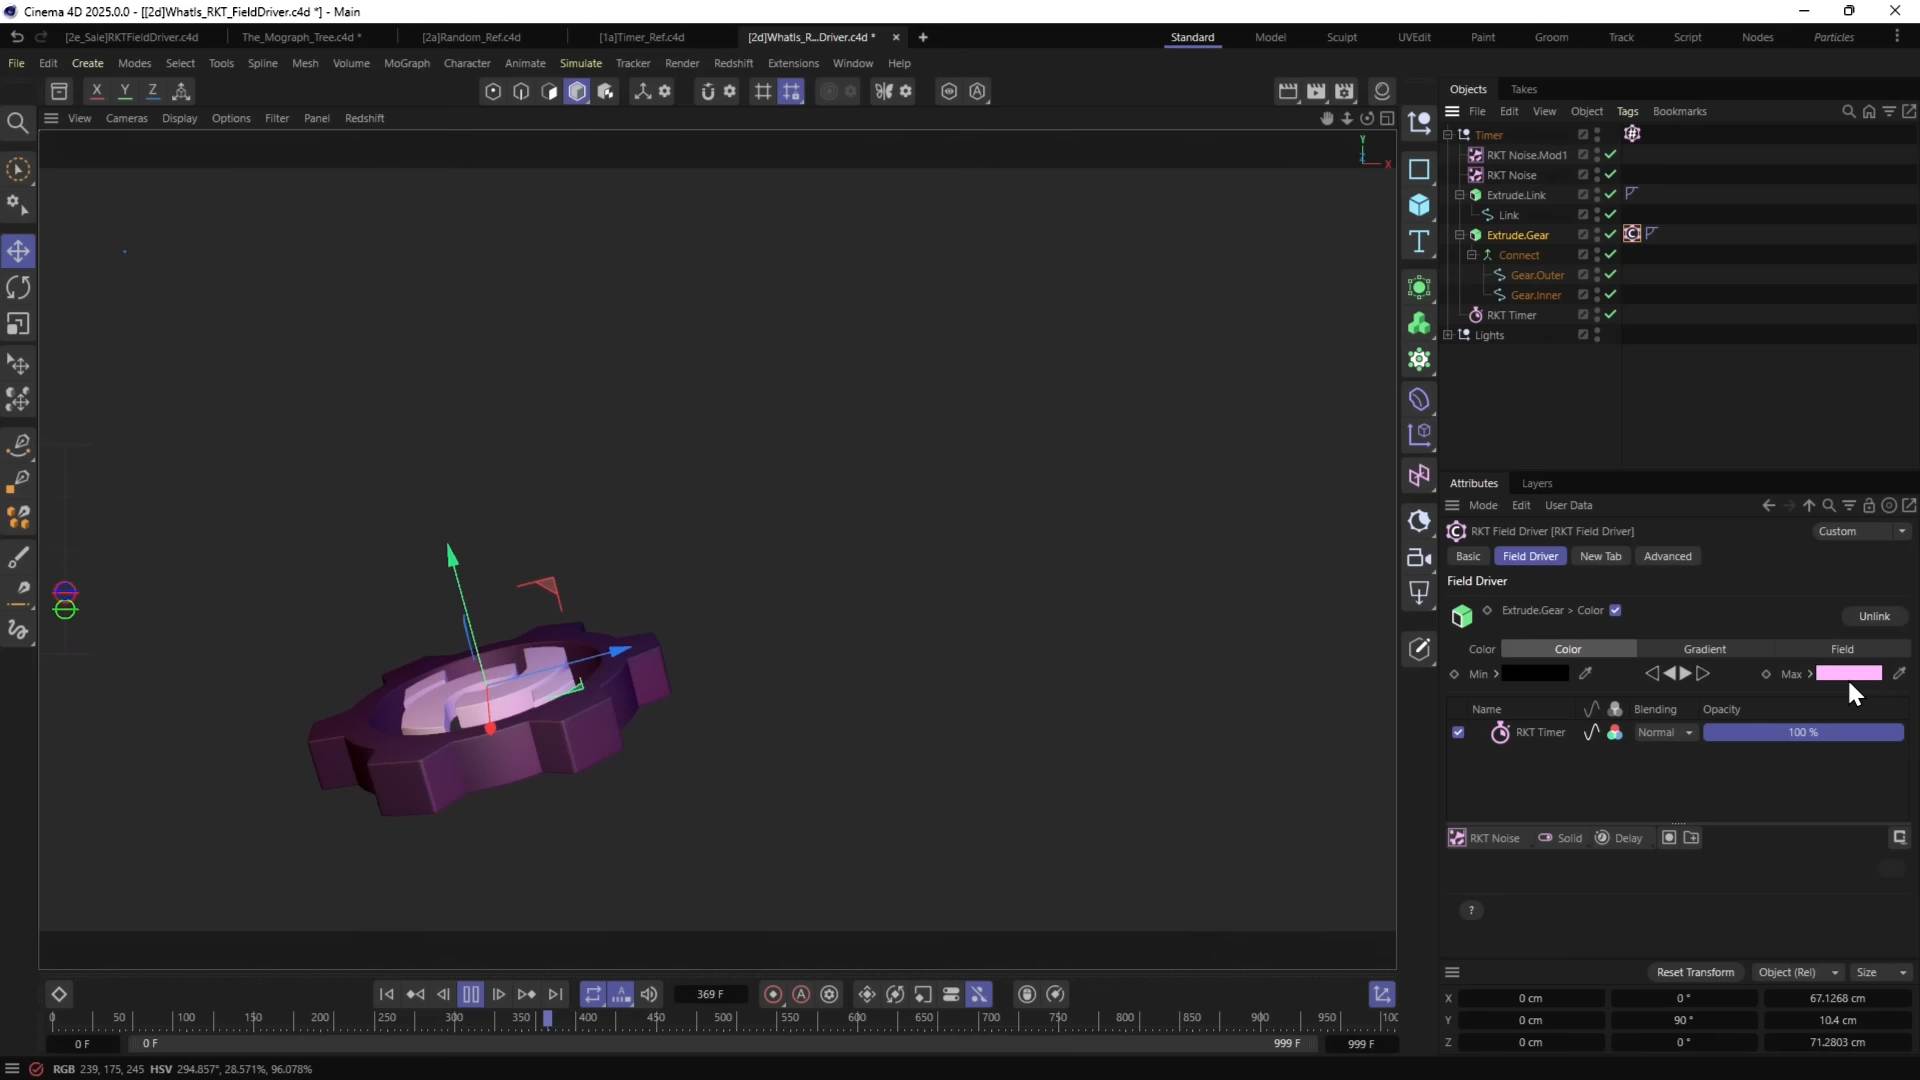 Cinema 4D 2025.0.0 - [[2d]WhatIs_RKT_FieldDriver.c4d *] - Main
[2e_Sale]RKTFieldDriver.c4d
The_Mograph_Tree.c4d *
[2a]Random_Ref.c4d
[1a]Timer_Ref.c4d
[2d]WhatIs_R...Driver.c4d *
Standard
Model
Sculpt
UVEdit
Paint
Groom
Track
Script
Nodes
Particles
File Edit Create Modes Select Tools Spline Mesh Volume MoGraph Character Animate Simulate Tracker Render Redshift Extensions Window Help
X Y Z
Objects Takes
View Cameras Display Options Filter Panel Redshift
File Edit View Object Tags Bookmarks
Y
Z
X
Timer
RKT Noise.Mod1
RKT Noise
Extrude.Link
Link
Extrude.Gear
Connect
Gear.Outer
Gear.Inner
RKT Timer
Lights
Attributes Layers
Mode Edit User Data
RKT Field Driver [RKT Field Driver]
Custom
Basic Field Driver New Tab Advanced
Field Driver
Extrude.Gear > Color
Unlink
Color Color Gradient Field
Min >
Max >
Name Blending Opacity
RKT Timer Normal 100 %
RKT Noise Solid Delay
?
Reset Transform Object (Rel) Size
X 0 cm 0 ° 67.1268 cm
Y 0 cm 90 ° 10.4 cm
Z 0 cm 0 ° 71.2803 cm
369 F
0 50 100 150 200 250 300 350 400 450 500 550 600 650 700 750 800 850 900 950 100
0 F 0 F 999 F 999 F
RGB 239, 175, 245 HSV 294.857°, 28.571%, 96.078%